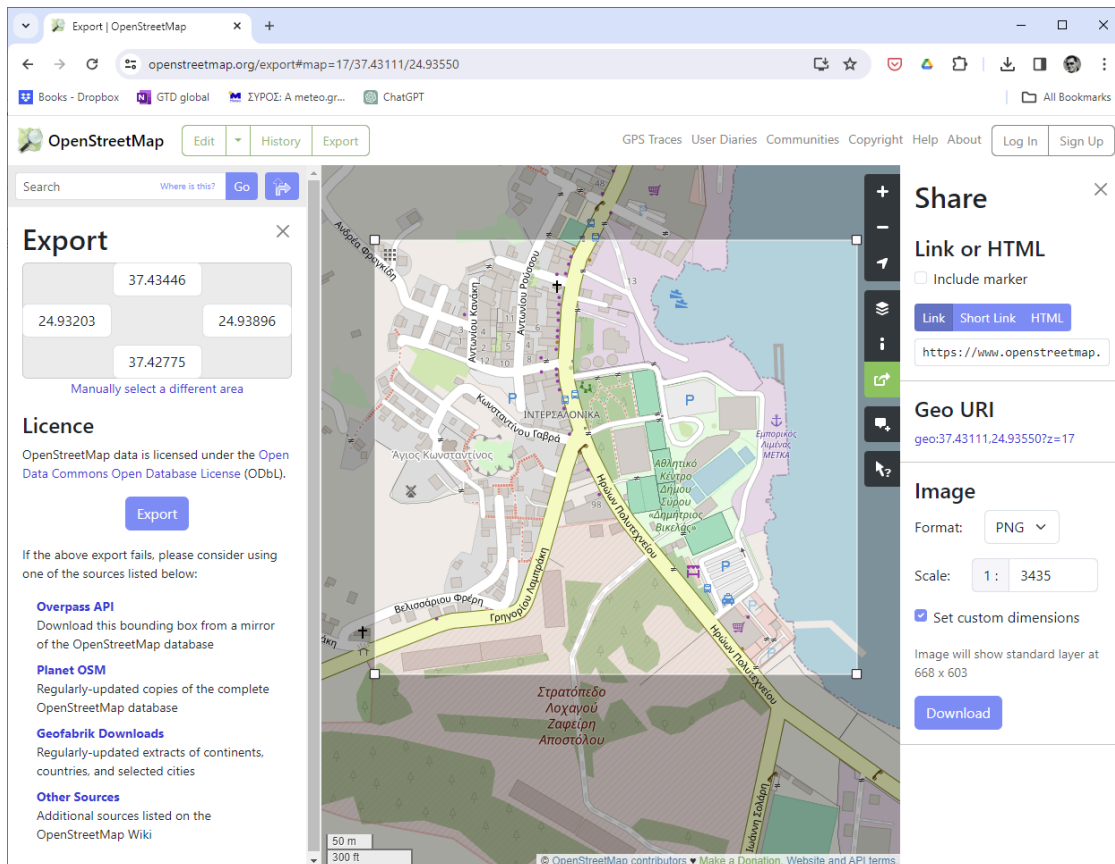 Export | OpenStreetMap
openstreetmap.org/export#map=17/37.43111/24.93550
Books - Dropbox
GTD global
ΣΥΡΟΣ: Α meteo.gr...
ChatGPT
All Bookmarks
OpenStreetMap
Edit
History
Export
GPS Traces
User Diaries
Communities
Copyright
Help
About
Log In
Sign Up
Search
Where is this?
Go
Export
37.43446
24.93203
24.93896
37.42775
Manually select a different area
Licence
OpenStreetMap data is licensed under the Open
Data Commons Open Database License (ODbL).
Export
If the above export fails, please consider using
one of the sources listed below:
Overpass API
Download this bounding box from a mirror
of the OpenStreetMap database
Planet OSM
Regularly-updated copies of the complete
OpenStreetMap database
Geofabrik Downloads
Regularly-updated extracts of continents,
countries, and selected cities
Other Sources
Additional sources listed on the
OpenStreetMap Wiki
48
Ανδρέα Φραγκίδη
Αντωνίου Κανάκη
Αντωνίου Ρούσσου
13
11
P
ΙΝΤΕΡΣΑΛΟΝΙΚΑ
Κωνσταντίνου Γαβρά
Άγιος Κωνσταντίνος
P
Εμπορικός
Λιμένας
ΜΕΤΚΑ
Αθλητικό
Κέντρο
Δήμου
Σύρου
«Δημήτριος
Βικελάς»
98
Ηρώων Πολυτεχνείου
P
P
P
Βελισσάριου Φρέρη
Γρηγορίου Λαμπράκη
Ηρώων Πολυτεχνείου
Στρατόπεδο
Λοχαγού
Ζαφείρη
Αποστόλου
Ιωάννη Σολάρη
50 m
300 ft
© OpenStreetMap contributors ♥ Make a Donation. Website and API terms
Share
Link or HTML
Include marker
Link
Short Link
HTML
https://www.openstreetmap.
Geo URI
geo:37.43111,24.93550?z=17
Image
Format:
PNG
Scale:
1 :
3435
Set custom dimensions
Image will show standard layer at
668 x 603
Download